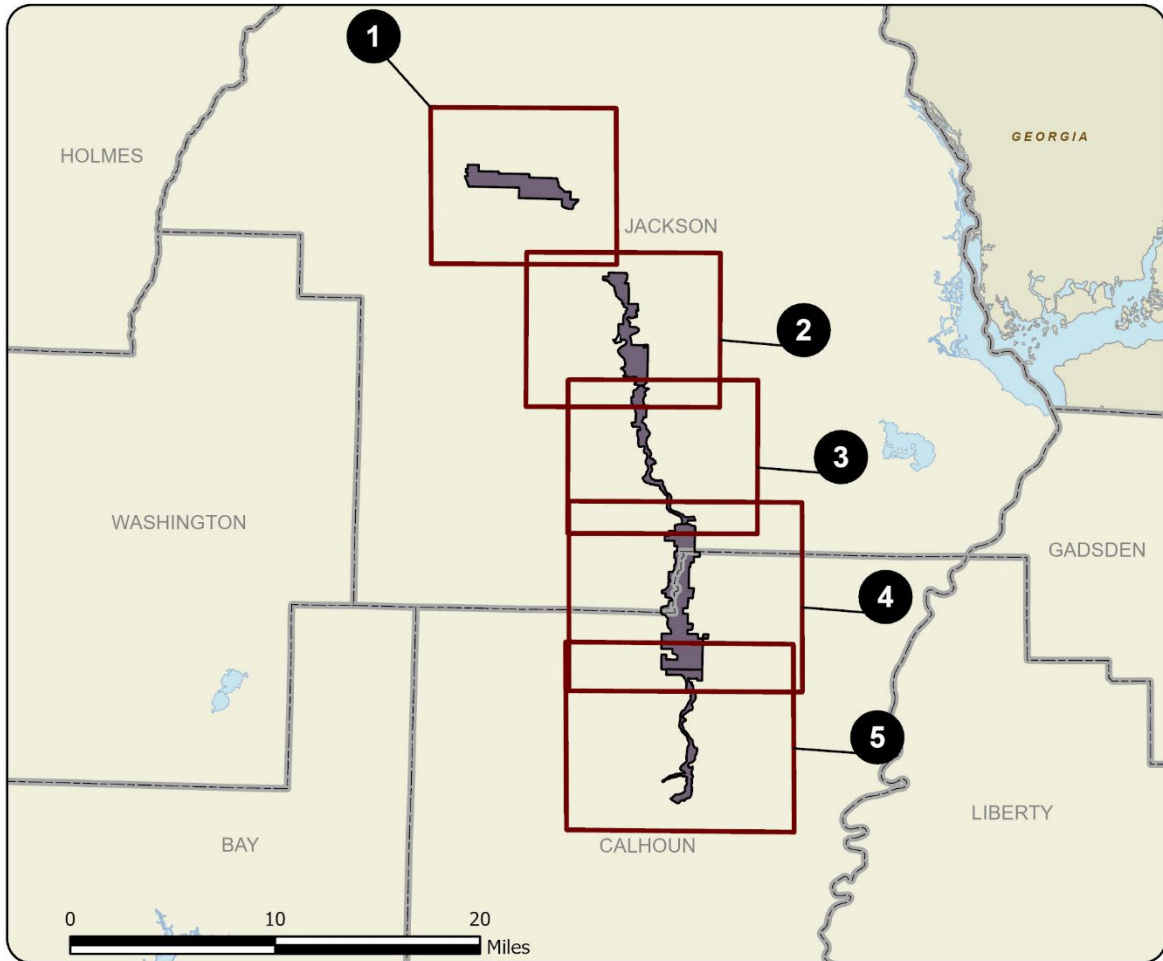 1
HOLMES
GEORGIA
JACKSON
2
3
WASHINGTON
GADSDEN
4
5
LIBERTY
BAY
CALHOUN
0 10 20
Miles